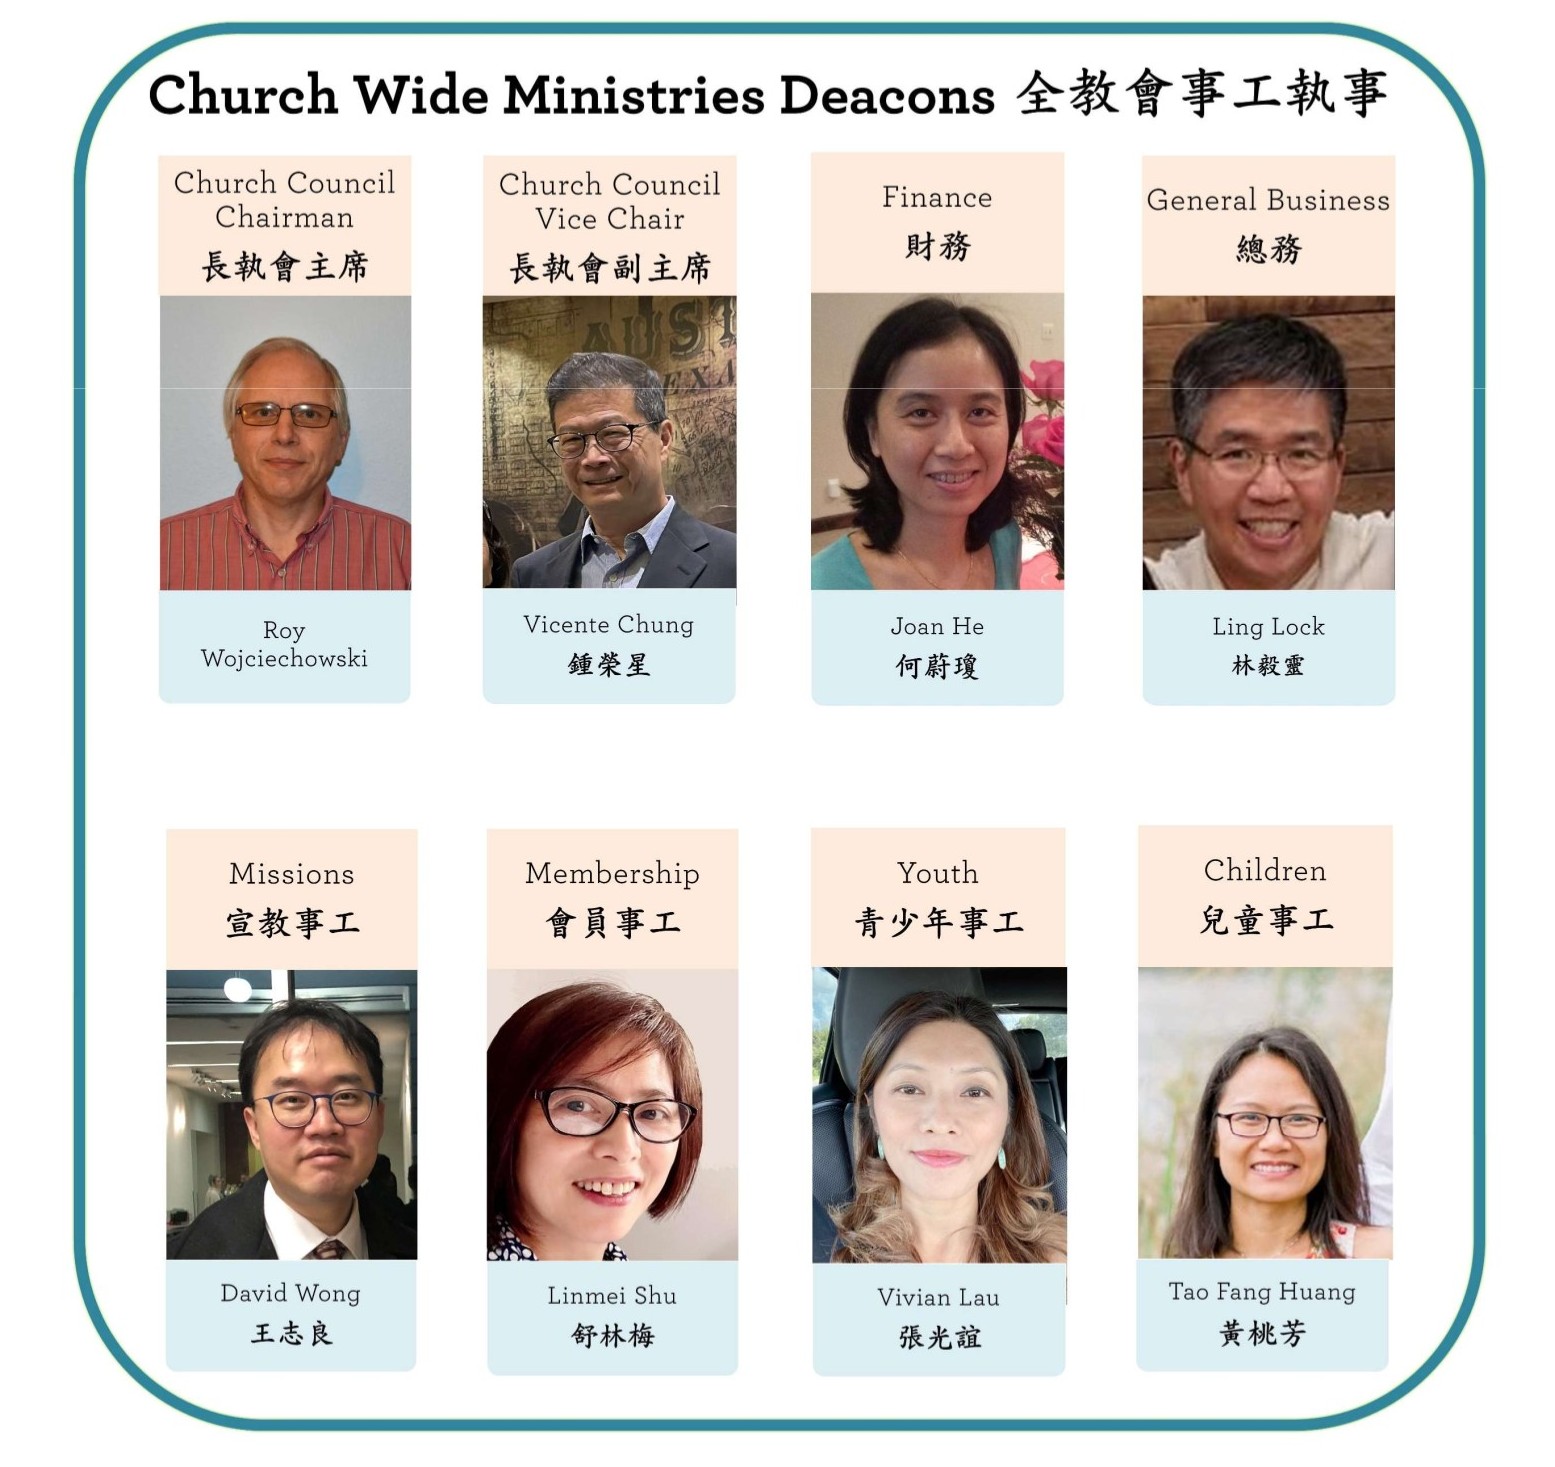 Church Wide Ministries Deacons 全教會事工執事
Church Council
Chairman
長執會主席
Roy
Wojciechowski
Church Council
Vice Chair
長執會副主席
AUST
EXA
Vicente Chung
鍾榮星
Finance
財務
Joan He
何蔚瓊
General Business
總務
Ling Lock
林毅靈
Missions
宣教事工
David Wong
王志良
Membership
會員事工
Linmei Shu
舒林梅
Youth
青少年事工
Vivian Lau
張光誼
Children
兒童事工
Tao Fang Huang
黃桃芳